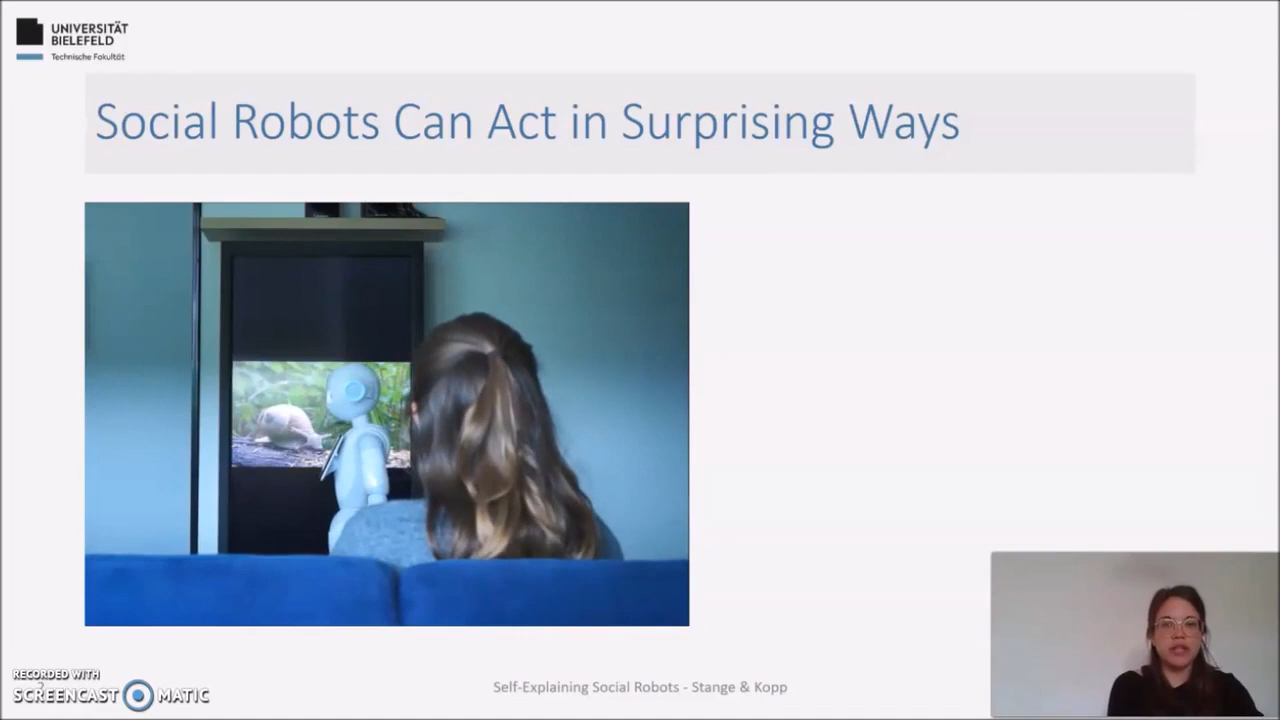 UNIVERSITÄT
BIELEFELD
Technische Fakultät
Social Robots Can Act in Surprising Ways
RECORDED WITH
SCREENCAST MATIC
Self-Explaining Social Robots - Stange & Kopp